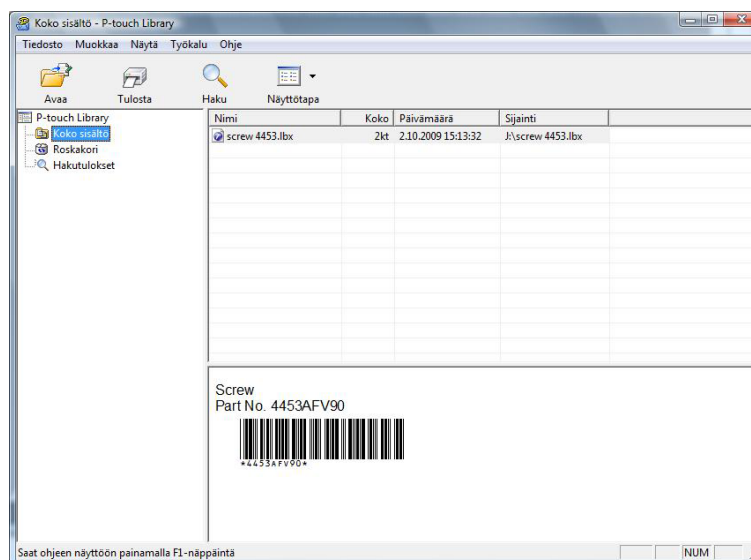 Koko sisältö - P-touch Library
Tiedosto Muokkaa Näytä Työkalu Ohje
Avaa Tulosta Haku Näyttötapa
P-touch Library
Koko sisältö
Roskakori
Hakutulokset
Nimi Koko Päivämäärä Sijainti
screw 4453.lbx 2kt 2.10.2009 15:13:32 J:\screw 4453.lbx
Screw
Part No. 4453AFV90
*4453AFV90*
Saat ohjeen näyttöön painamalla F1-näppäintä NUM